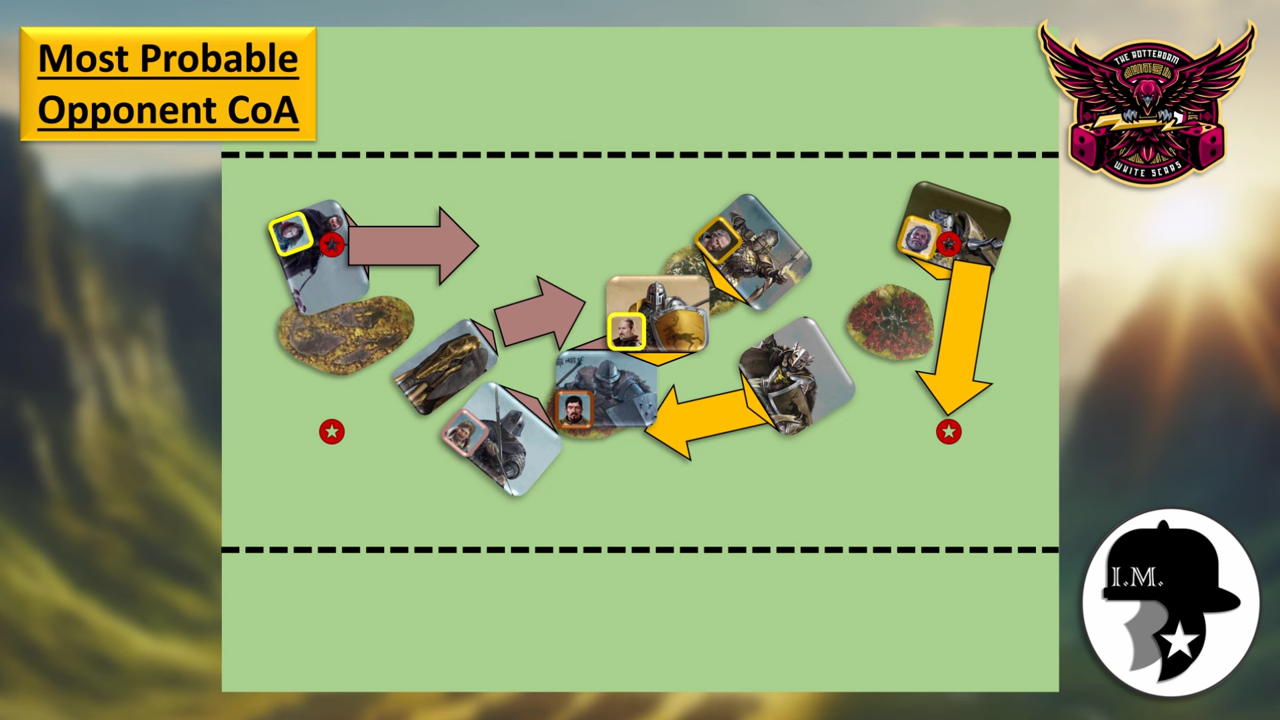 Most Probable
Opponent CoA
THE ROTTERDAM
WHITE SCARS
I.M.